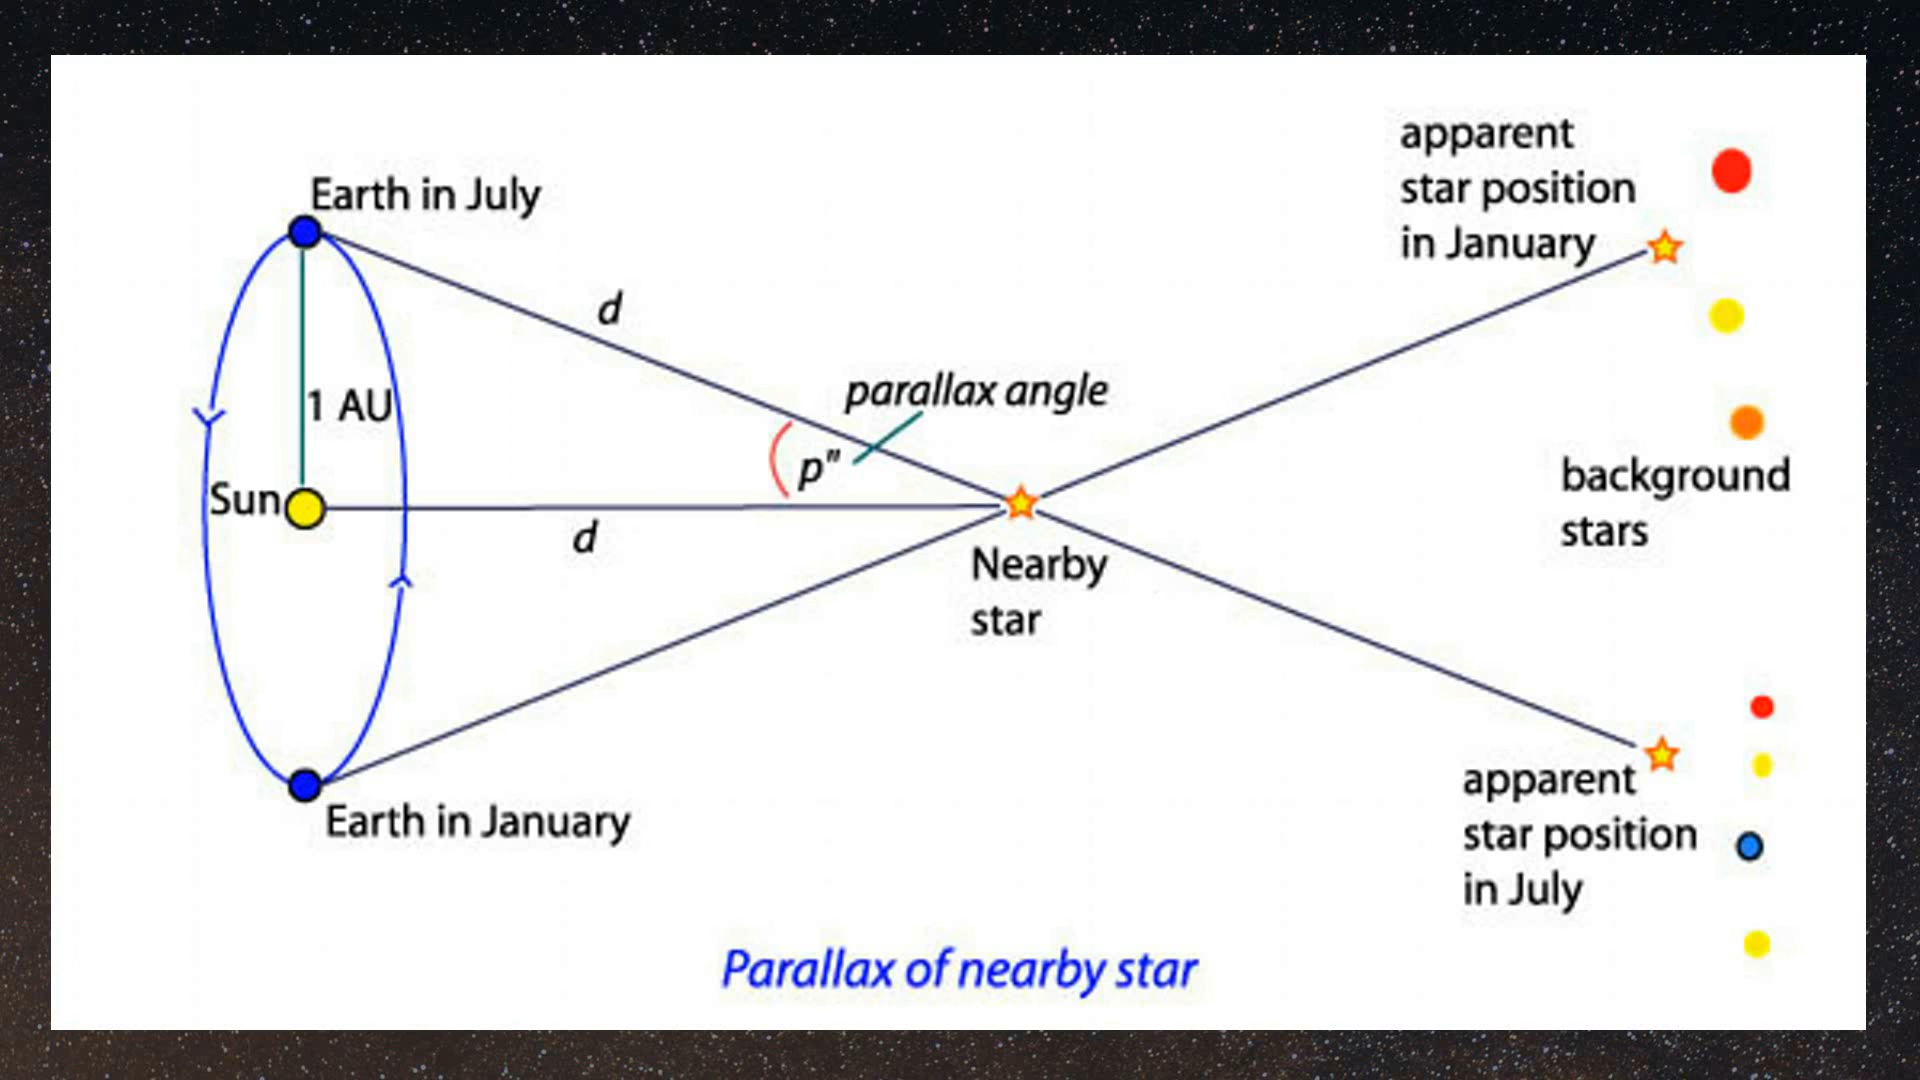 apparent
star position
in January
Earth in July
d
parallax angle
1 AU
p"
Sun
d
background
stars
Nearby
star
apparent
star position
in July
Earth in January
Parallax of nearby star